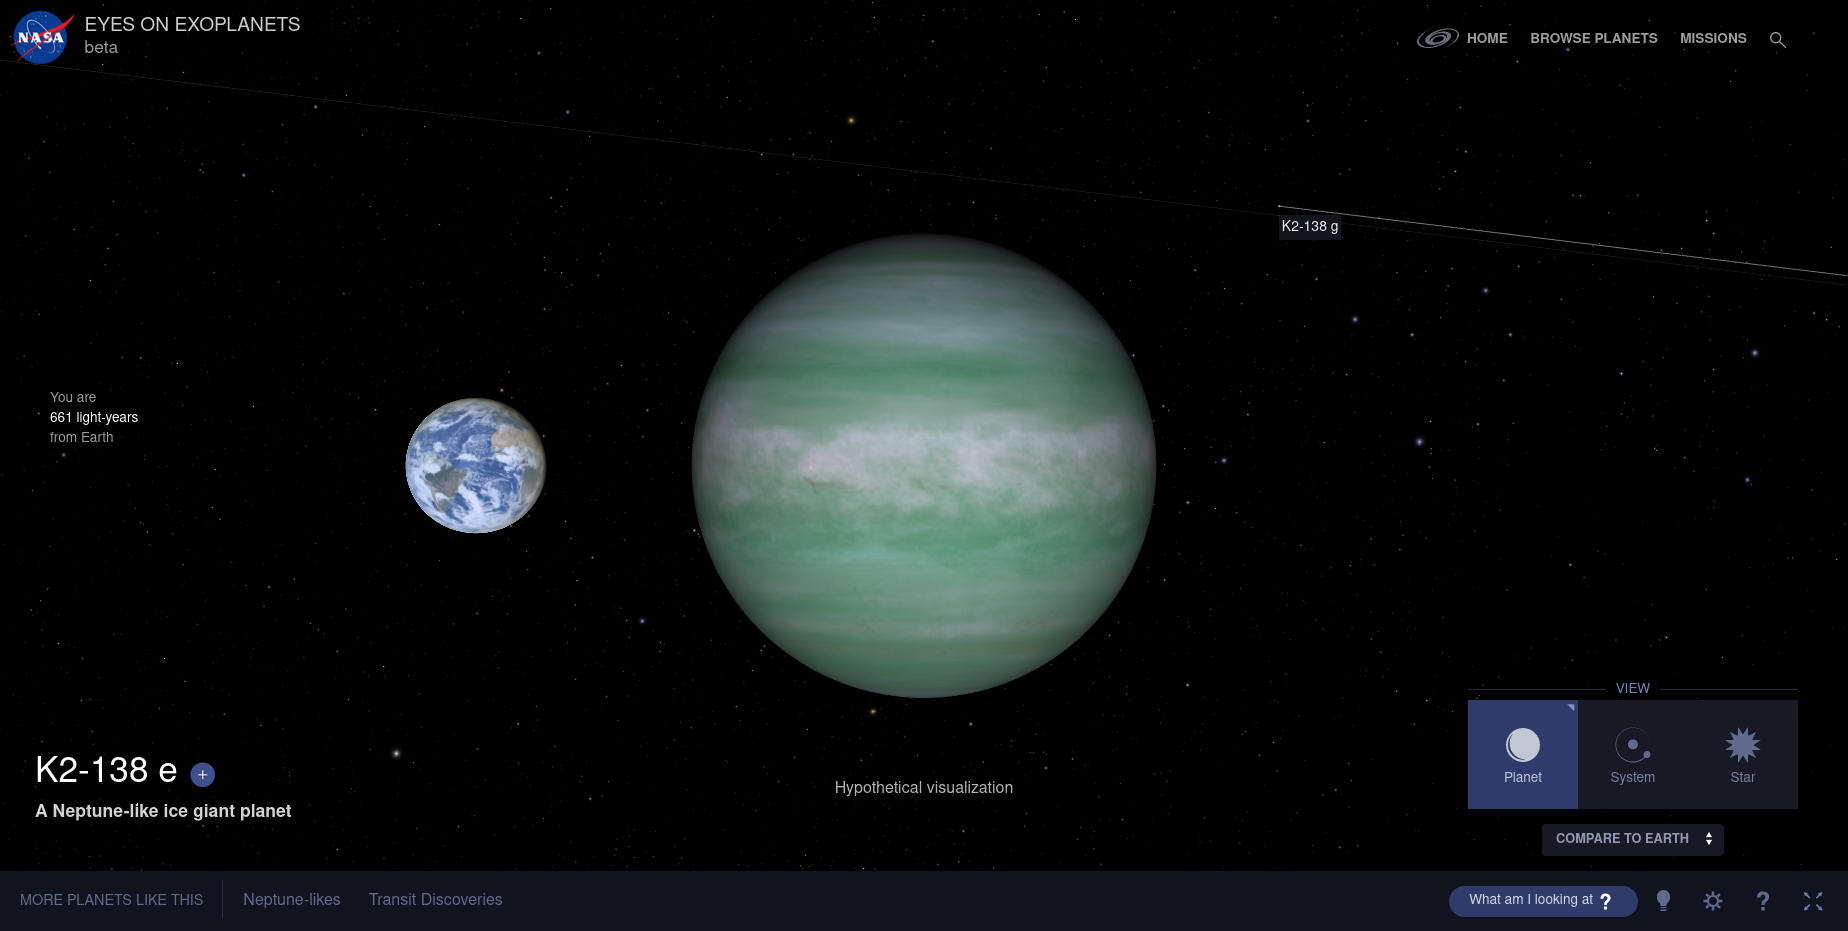 NASA
EYES ON EXOPLANETS
beta
HOME
BROWSE PLANETS
MISSIONS
K2-138 g
You are
661 light-years
from Earth
K2-138 e +
A Neptune-like ice giant planet
Hypothetical visualization
VIEW
Planet
System
Star
COMPARE TO EARTH
MORE PLANETS LIKE THIS
Neptune-likes
Transit Discoveries
What am I looking at ?
?